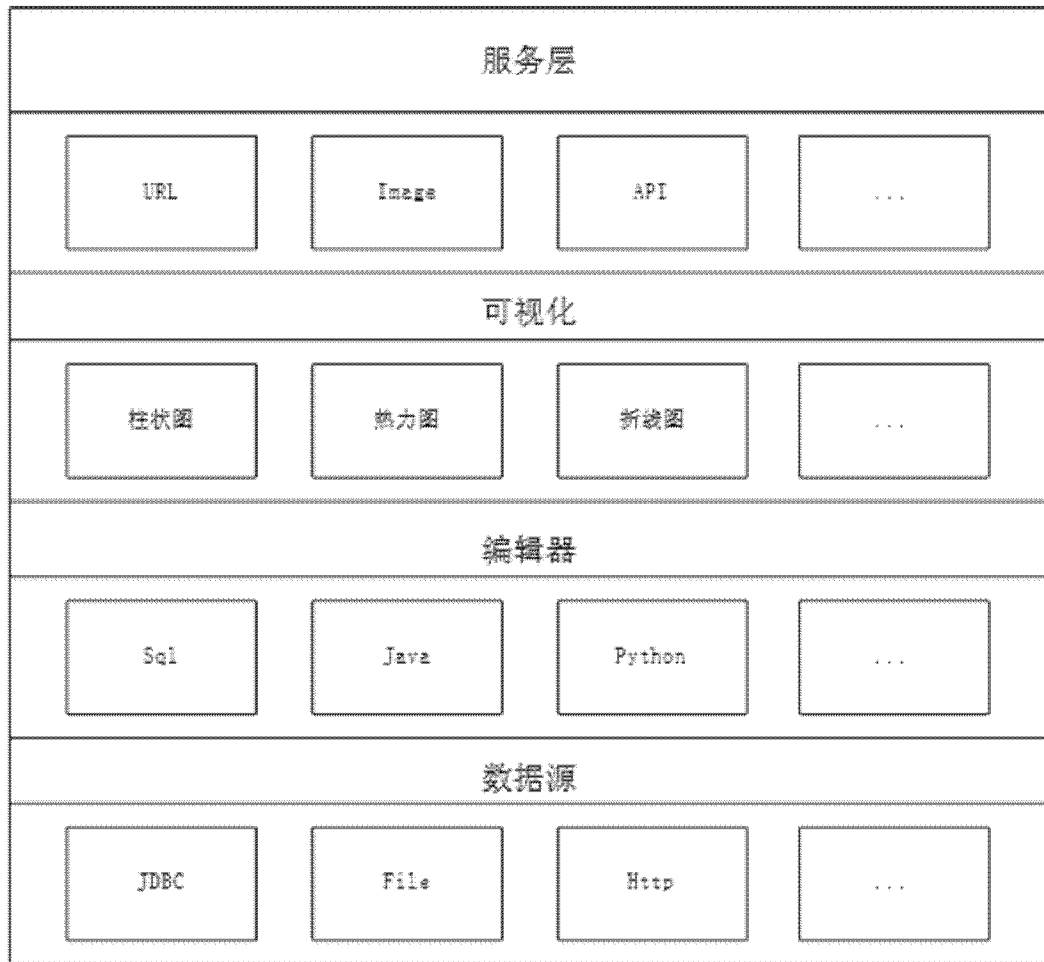 服务层
URL Image API ...
可视化
柱状图 热力图 折线图 ...
编辑器
Sql Java Python ...
数据源
JDBC File Http ...